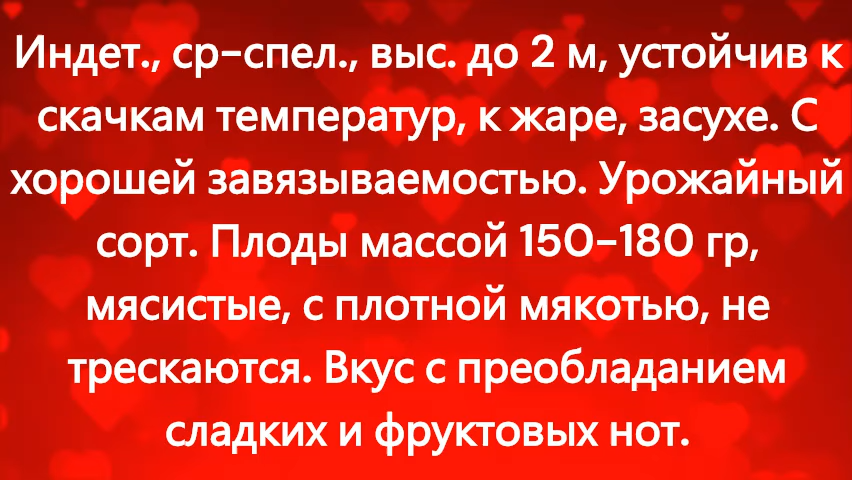 Индет., ср-спел., выс. до 2 м, устойчив к
скачкам температур, к жаре, засухе. С
хорошей завязываемостью. Урожайный
сорт. Плоды массой 150-180 гр,
мясистые, с плотной мякотью, не
трескаются. Вкус с преобладанием
сладких и фруктовых нот.